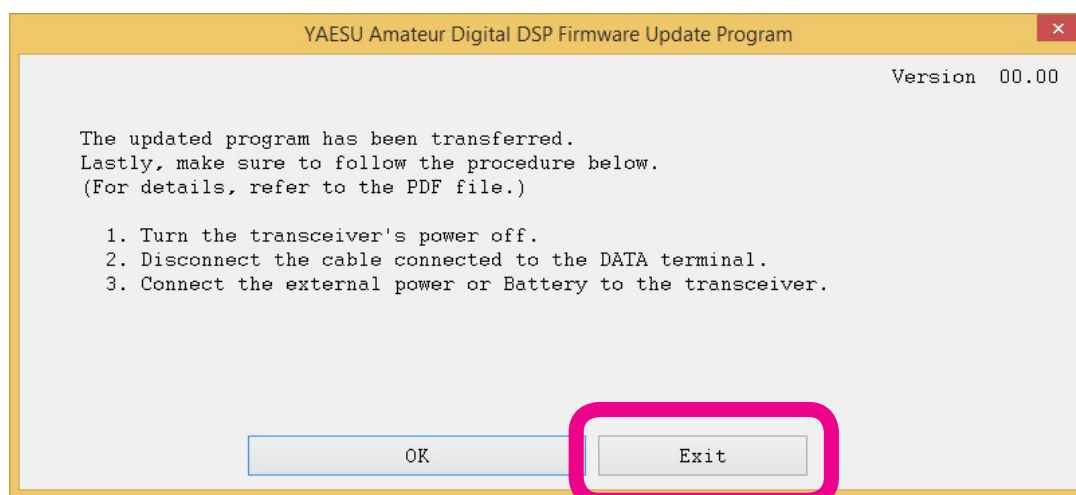 YAESU Amateur Digital DSP Firmware Update Program
Version 00.00
The updated program has been transferred.
Lastly, make sure to follow the procedure below.
(For details, refer to the PDF file.)
1. Turn the transceiver's power off.
2. Disconnect the cable connected to the DATA terminal.
3. Connect the external power or Battery to the transceiver.
OK Exit